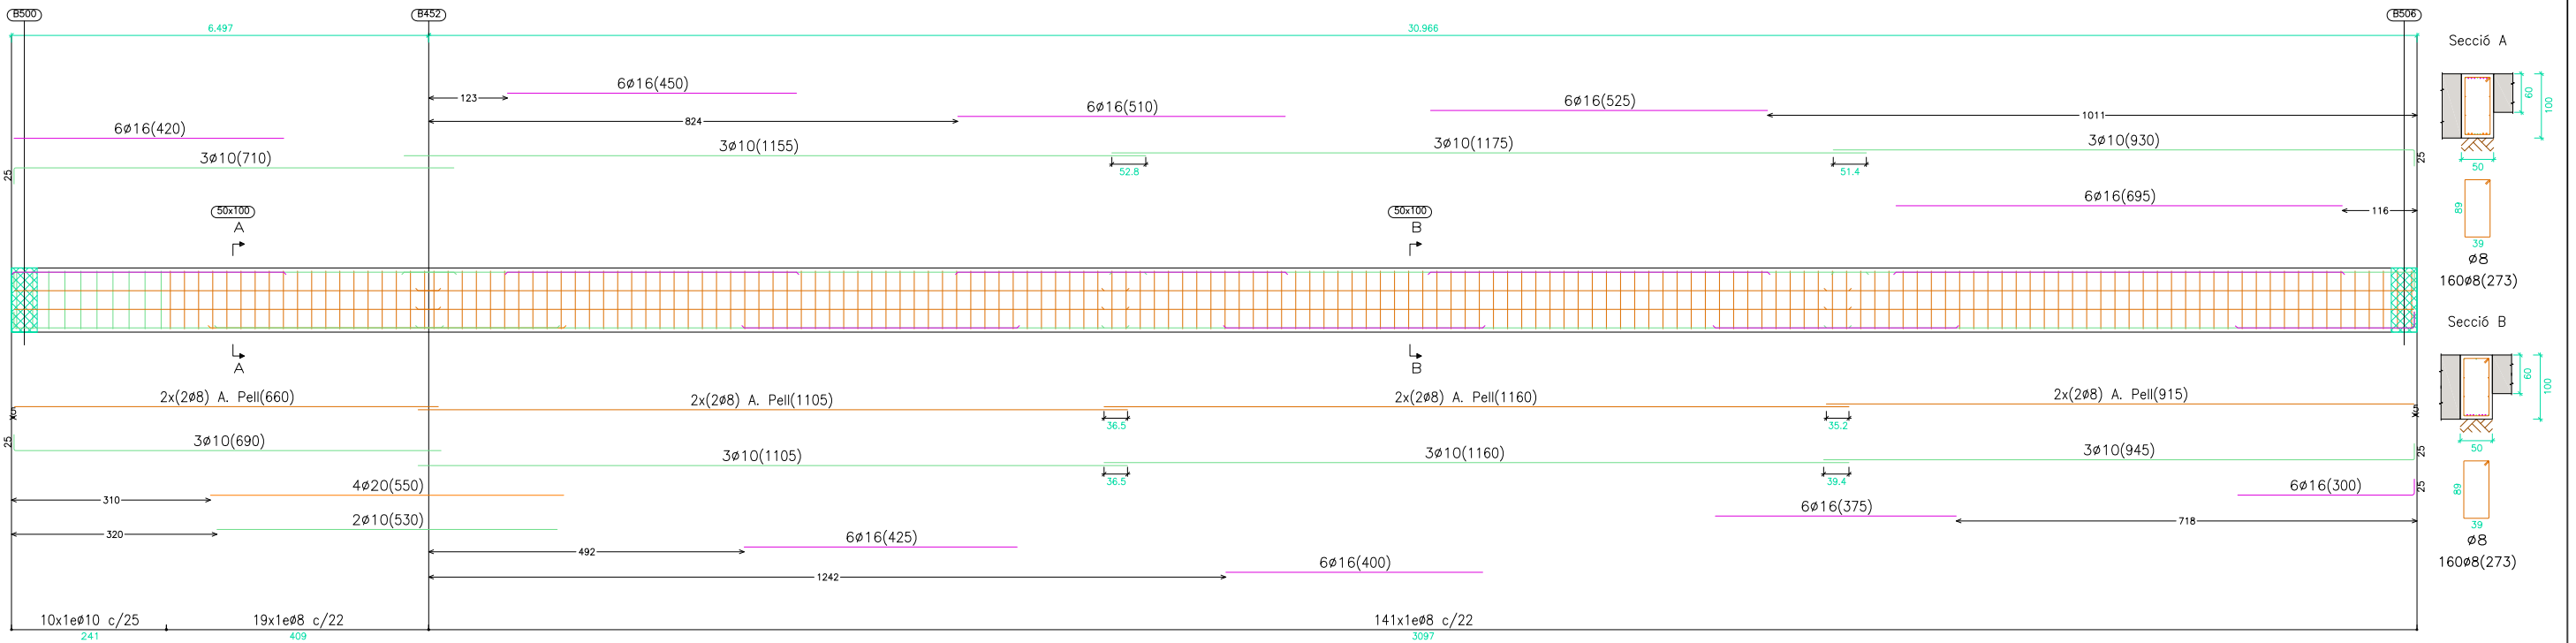 B500
B452
B506
6.497
30.966
Secció A
6ø16(450)
123
6ø16(510)
824
6ø16(525)
1011
60
100
6ø16(420)
3ø10(710)
3ø10(1155)
3ø10(1175)
3ø10(930)
25
52.8
51.4
25
50
50x100
A
50x100
B
6ø16(695)
116
89
39
ø8
160ø8(273)
Secció B
A
B
60
100
2x(2ø8) A. Pell(660)
2x(2ø8) A. Pell(1105)
2x(2ø8) A. Pell(1160)
2x(2ø8) A. Pell(915)
36.5
35.2
25
3ø10(690)
3ø10(1105)
3ø10(1160)
3ø10(945)
25
50
36.5
39.4
310
4ø20(550)
6ø16(300)
25
89
320
2ø10(530)
6ø16(375)
718
39
492
6ø16(425)
ø8
1242
6ø16(400)
160ø8(273)
10x1eø10 c/25
19x1eø8 c/22
141x1eø8 c/22
241
409
3097